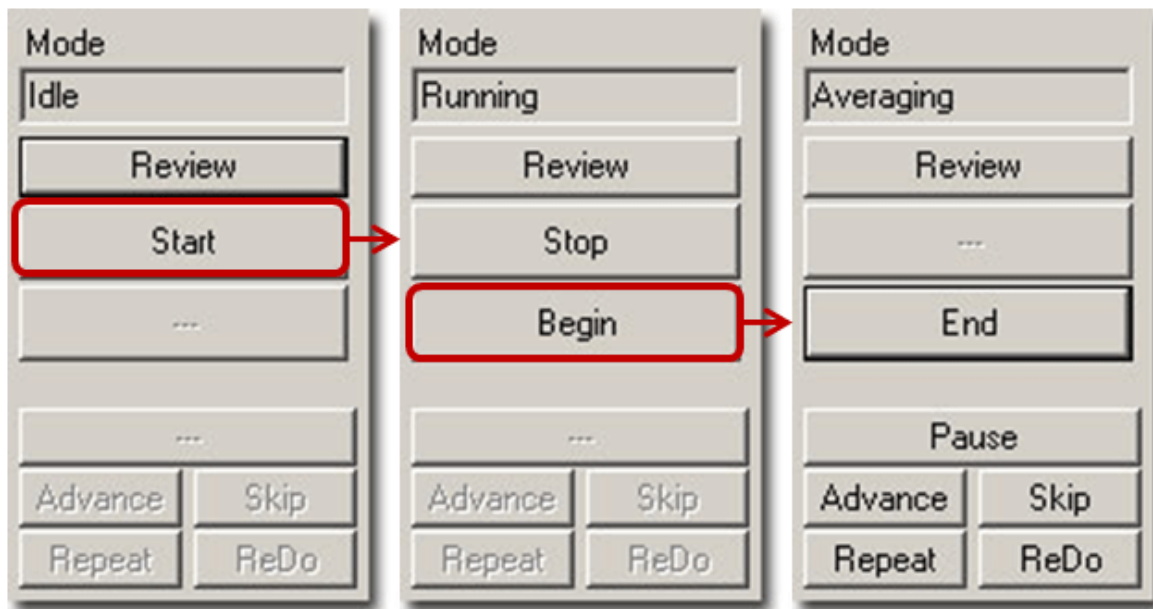 Mode
Idle
Review
Start
---
---
Advance Skip
Repeat ReDo
Mode
Running
Review
Stop
Begin
---
Advance Skip
Repeat ReDo
Mode
Averaging
Review
---
End
Pause
Advance Skip
Repeat ReDo